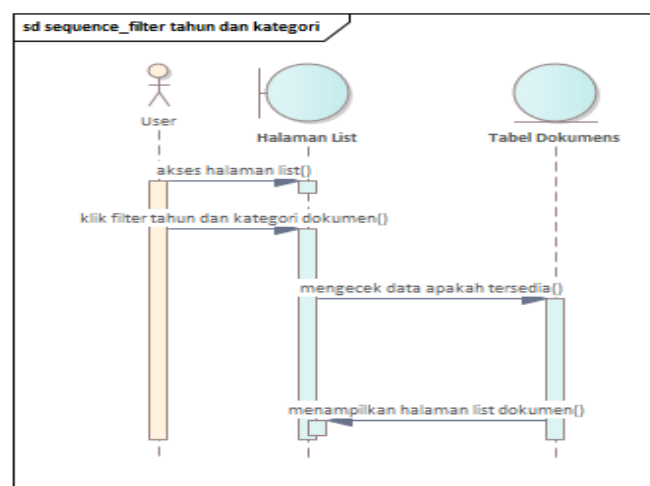 sd sequence_filter tahun dan kategori
User
Halaman List
Tabel Dokumens
akses halaman list()
klik filter tahun dan kategori dokumen()
mengecek data apakah tersedia()
menampilkan halaman list dokumen()